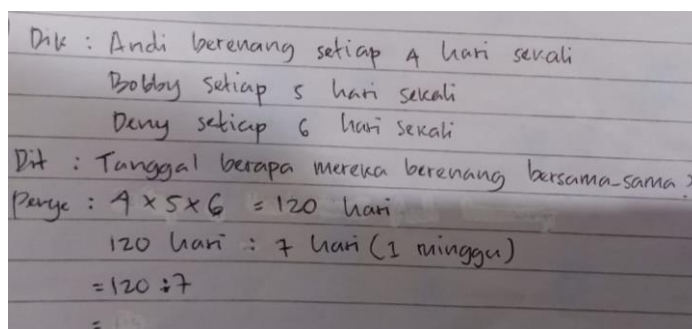 Dik : Andi berenang setiap 4 hari sekali
Bobby setiap 5 hari sekali
Deny setiap 6 hari sekali
Dit : Tanggal berapa mereka berenang bersama-sama?
Penye : 4 x 5 x 6 = 120 hari
120 hari : 7 hari (1 minggu)
= 120 : 7
=